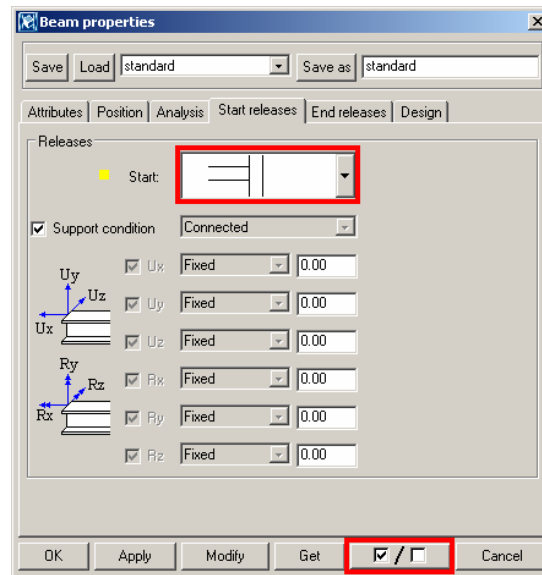 Beam properties
Save Load standard Save as standard
Attributes Position Analysis Start releases End releases Design
Releases
Start:
Support condition Connected
Ux Fixed 0.00
Uy Fixed 0.00
Uz Fixed 0.00
Rx Fixed 0.00
Ry Fixed 0.00
Rz Fixed 0.00
Uy
Uz
Ux
Ry
Rz
Rx
OK Apply Modify Get / Cancel